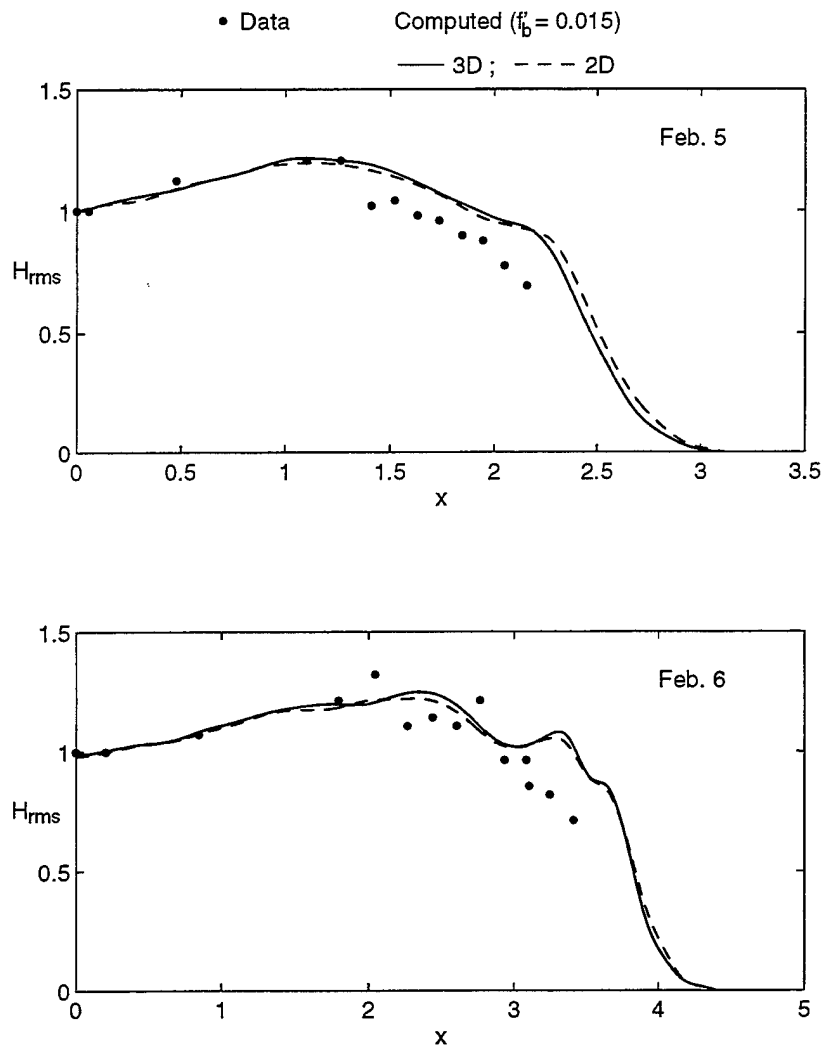 Data Computed (f'b = 0.015)
3D ; 2D
1.5
Feb. 5
1
Hrms
0.5
0
0 0.5 1 1.5 2 2.5 3 3.5
x
1.5
Feb. 6
1
Hrms
0.5
0
0 1 2 3 4 5
x